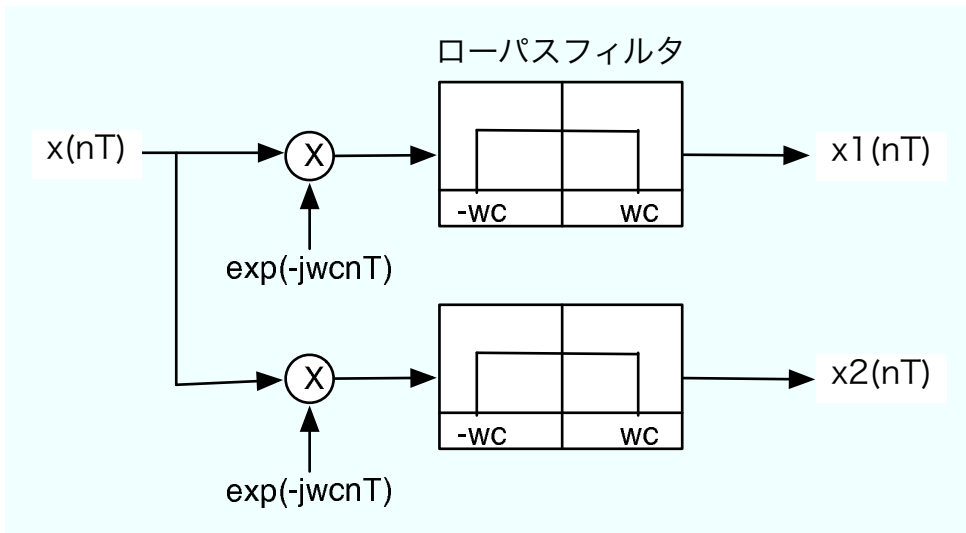 ローパスフィルタ
x(nT)
X
x1(nT)
-wc
wc
exp(-jwcnT)
X
x2(nT)
-wc
wc
exp(-jwcnT)